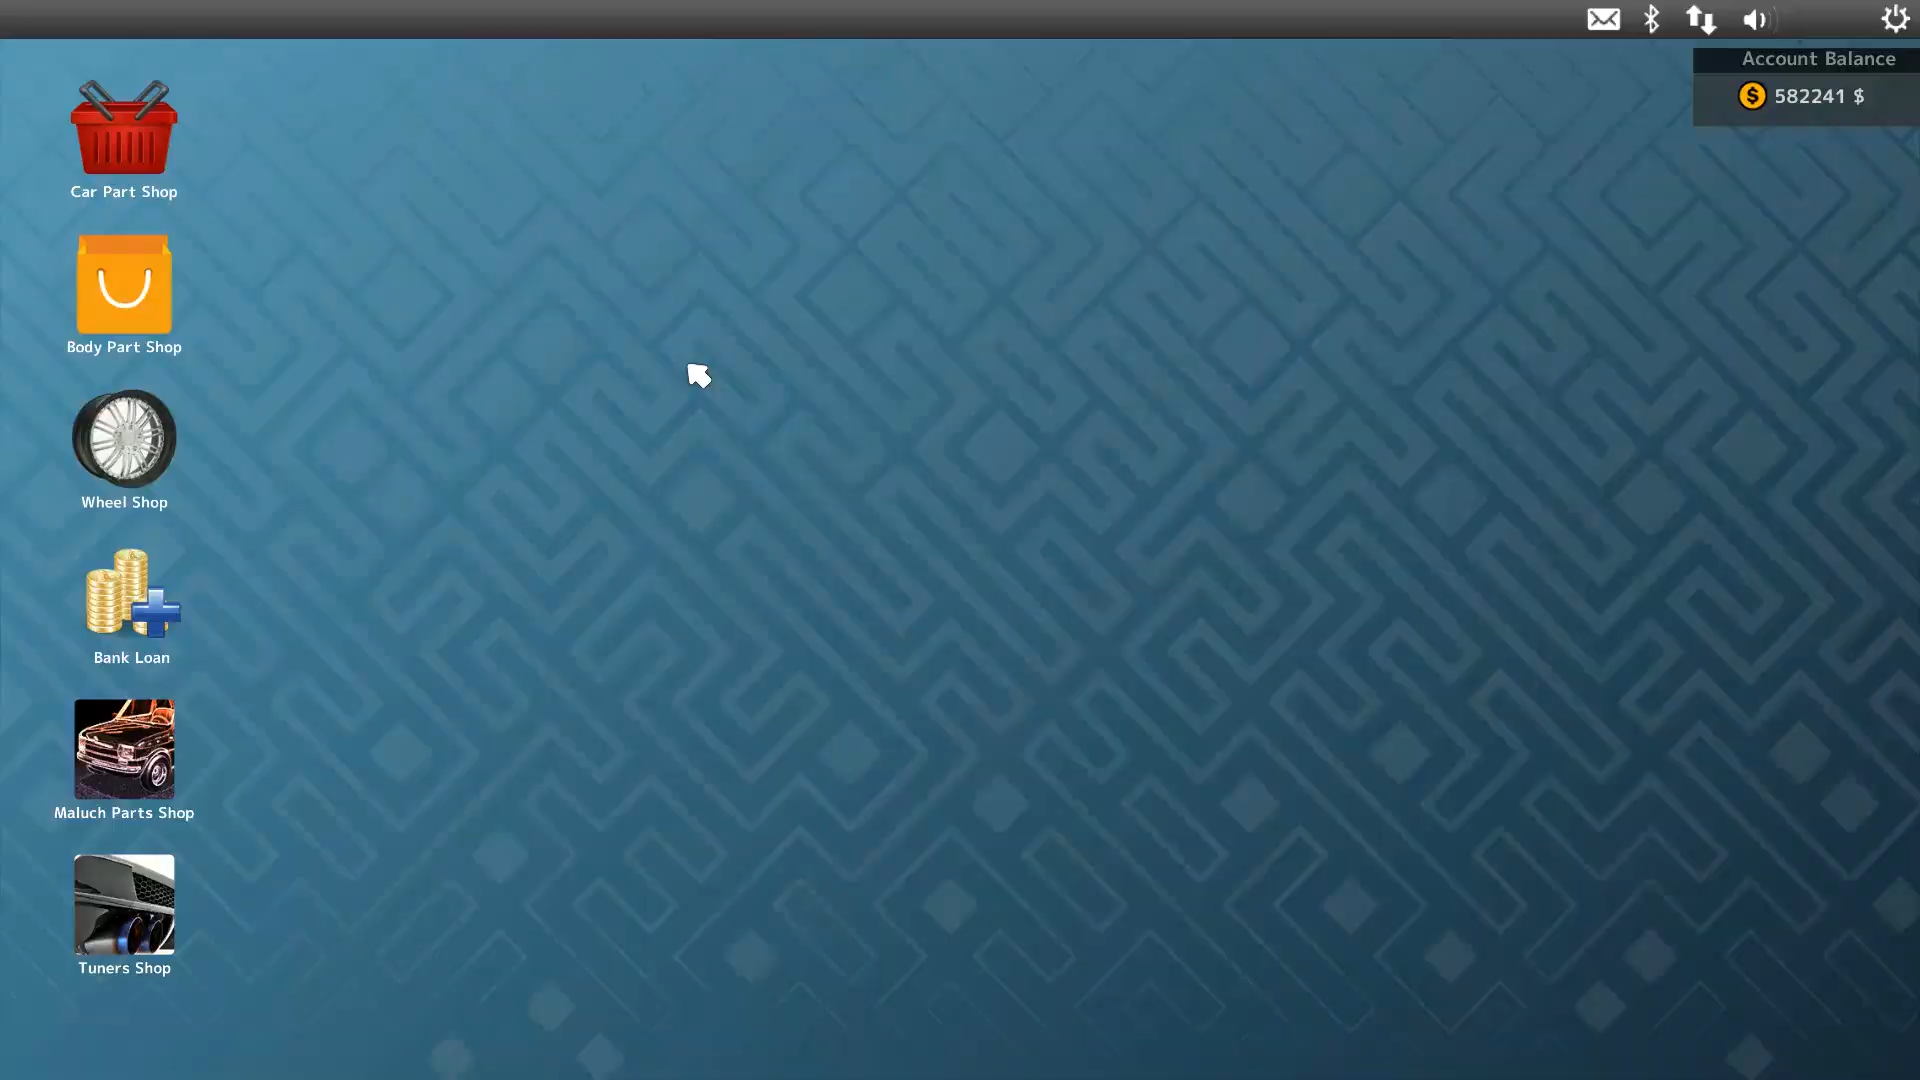 Account Balance
582241 $
Car Part Shop
Body Part Shop
Wheel Shop
Bank Loan
Maluch Parts Shop
Tuners Shop